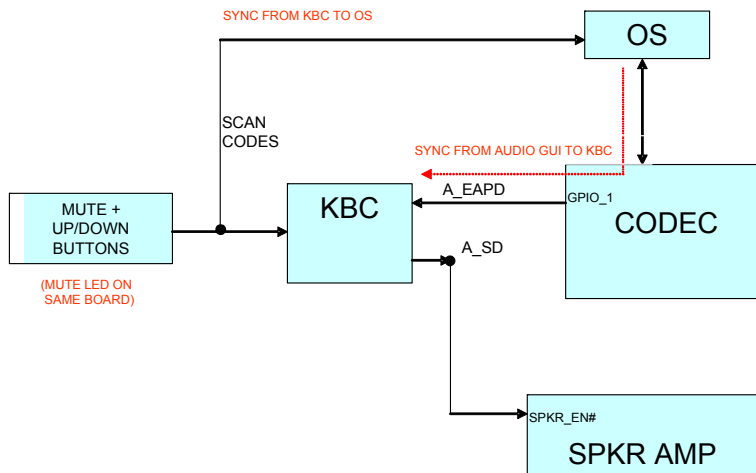 SYNC FROM KBC TO OS
OS
SCAN
CODES
SYNC FROM AUDIO GUI TO KBC
MUTE +
UP/DOWN
BUTTONS
(MUTE LED ON
SAME BOARD)
KBC
A_EAPD
GPIO_1
CODEC
A_SD
SPKR_EN#
SPKR AMP